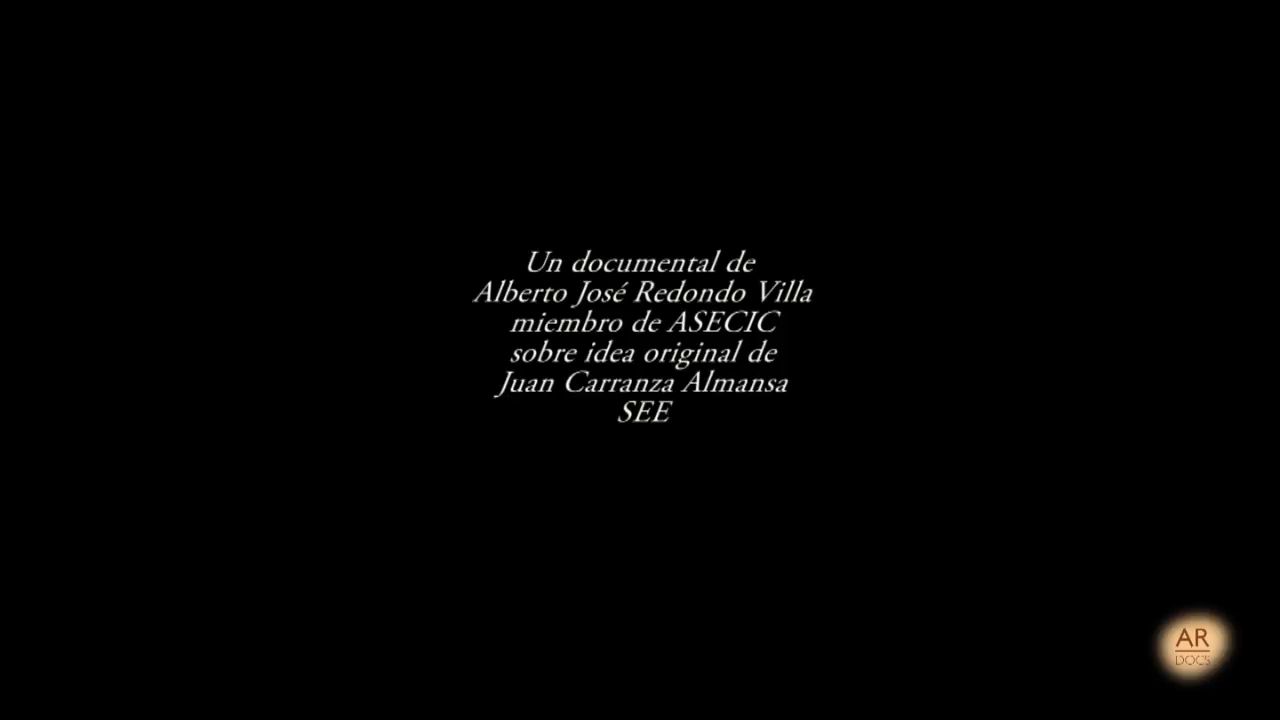 Un documental de
Alberto José Redondo Villa
miembro de ASECIC
sobre idea original de
Juan Carranza Almansa
SEE
AR
DOCS